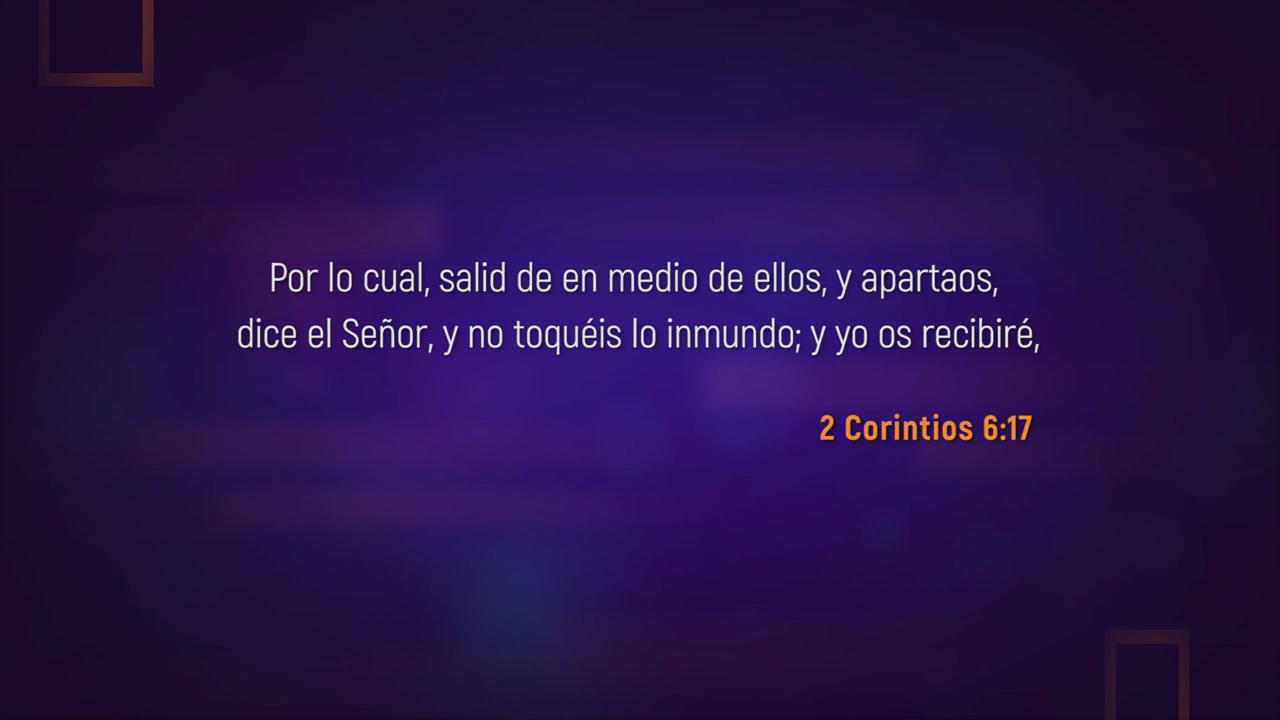 Por lo cual, salid de en medio de ellos, y apartaos,
dice el Señor, y no toquéis lo inmundo; y yo os recibiré,
2 Corintios 6:17